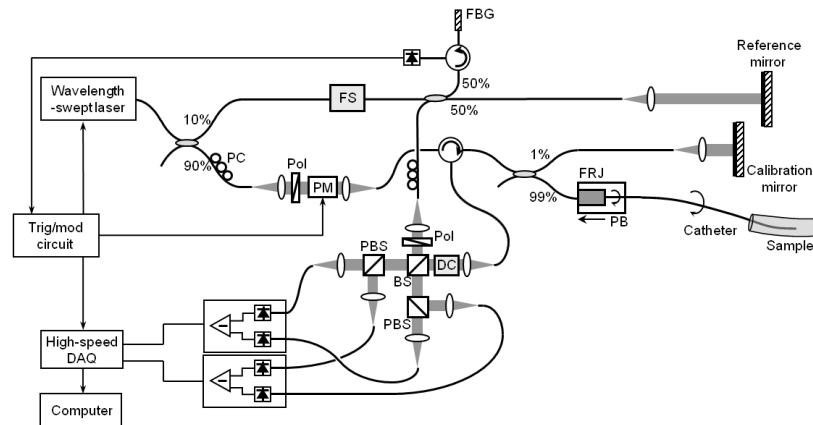 FBG
Reference
mirror
Wavelength
-swept laser
50%
FS
50%
10%
PC
90%
Pol
PM
1%
Calibration
mirror
FRJ
99%
PB
Catheter
Sample
Trig/mod
circuit
Pol
PBS
DC
BS
PBS
High-speed
DAQ
Computer